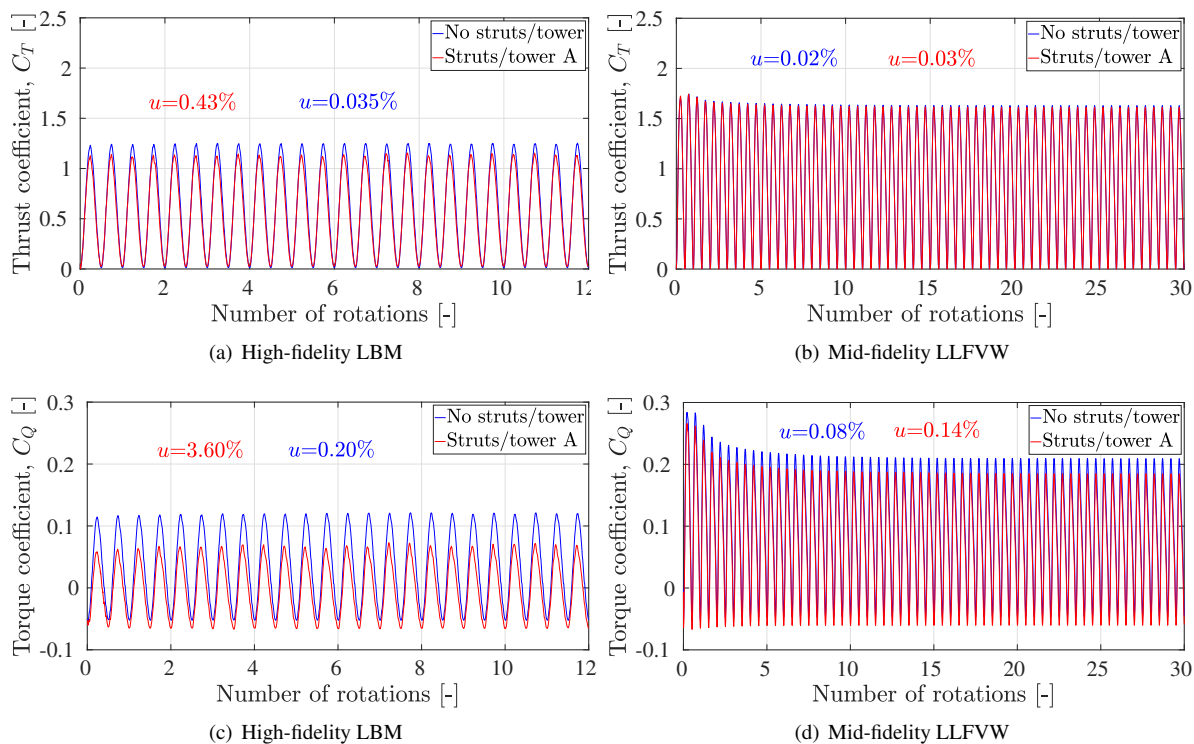 2.5
2
1.5
1
0.5
0
Thrust coefficient, C_T [-]
No struts/tower
Struts/tower A
u=0.43%
u=0.035%
0 2 4 6 8 10 12
Number of rotations [-]
(a) High-fidelity LBM
2.5
2
1.5
1
0.5
0
Thrust coefficient, C_T [-]
No struts/tower
Struts/tower A
u=0.02%
u=0.03%
0 5 10 15 20 25 30
Number of rotations [-]
(b) Mid-fidelity LLFVW
0.3
0.2
0.1
0
-0.1
Torque coefficient, C_Q [-]
No struts/tower
Struts/tower A
u=3.60%
u=0.20%
0 2 4 6 8 10 12
Number of rotations [-]
(c) High-fidelity LBM
0.3
0.2
0.1
0
-0.1
Torque coefficient, C_Q [-]
No struts/tower
Struts/tower A
u=0.08%
u=0.14%
0 5 10 15 20 25 30
Number of rotations [-]
(d) Mid-fidelity LLFVW